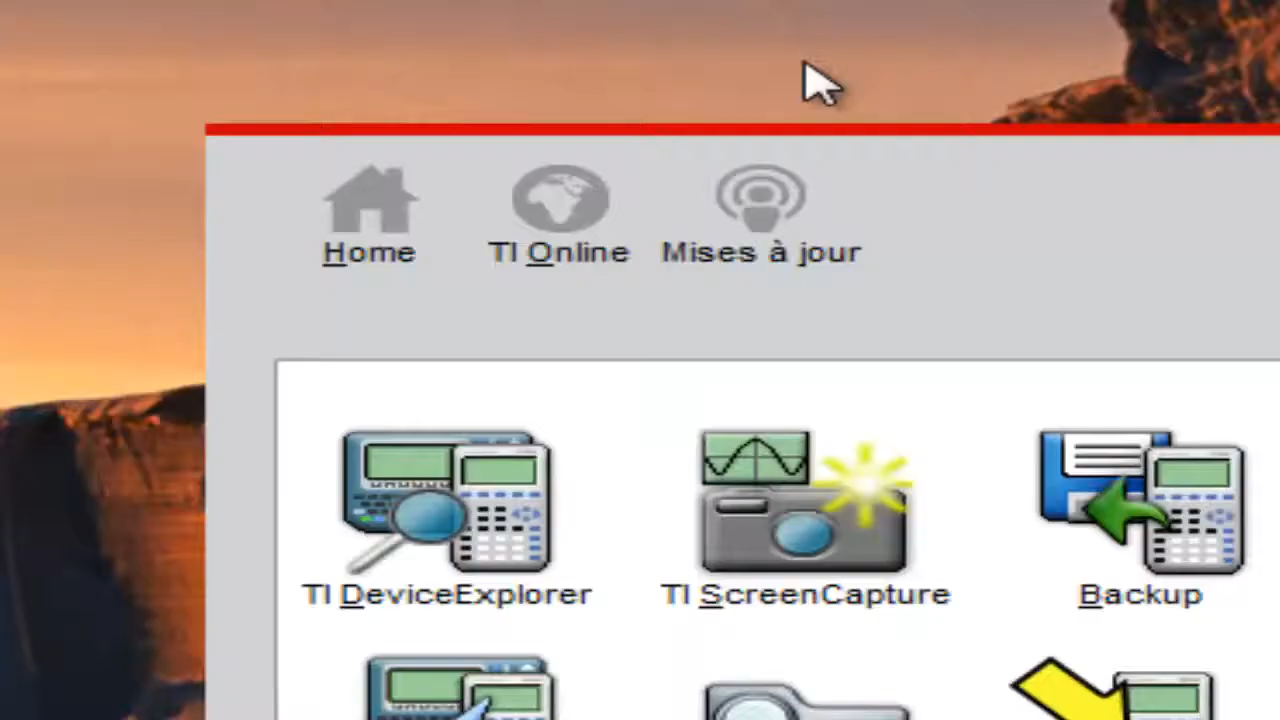 Home TI Online Mises à jour
TI DeviceExplorer TI ScreenCapture Backup